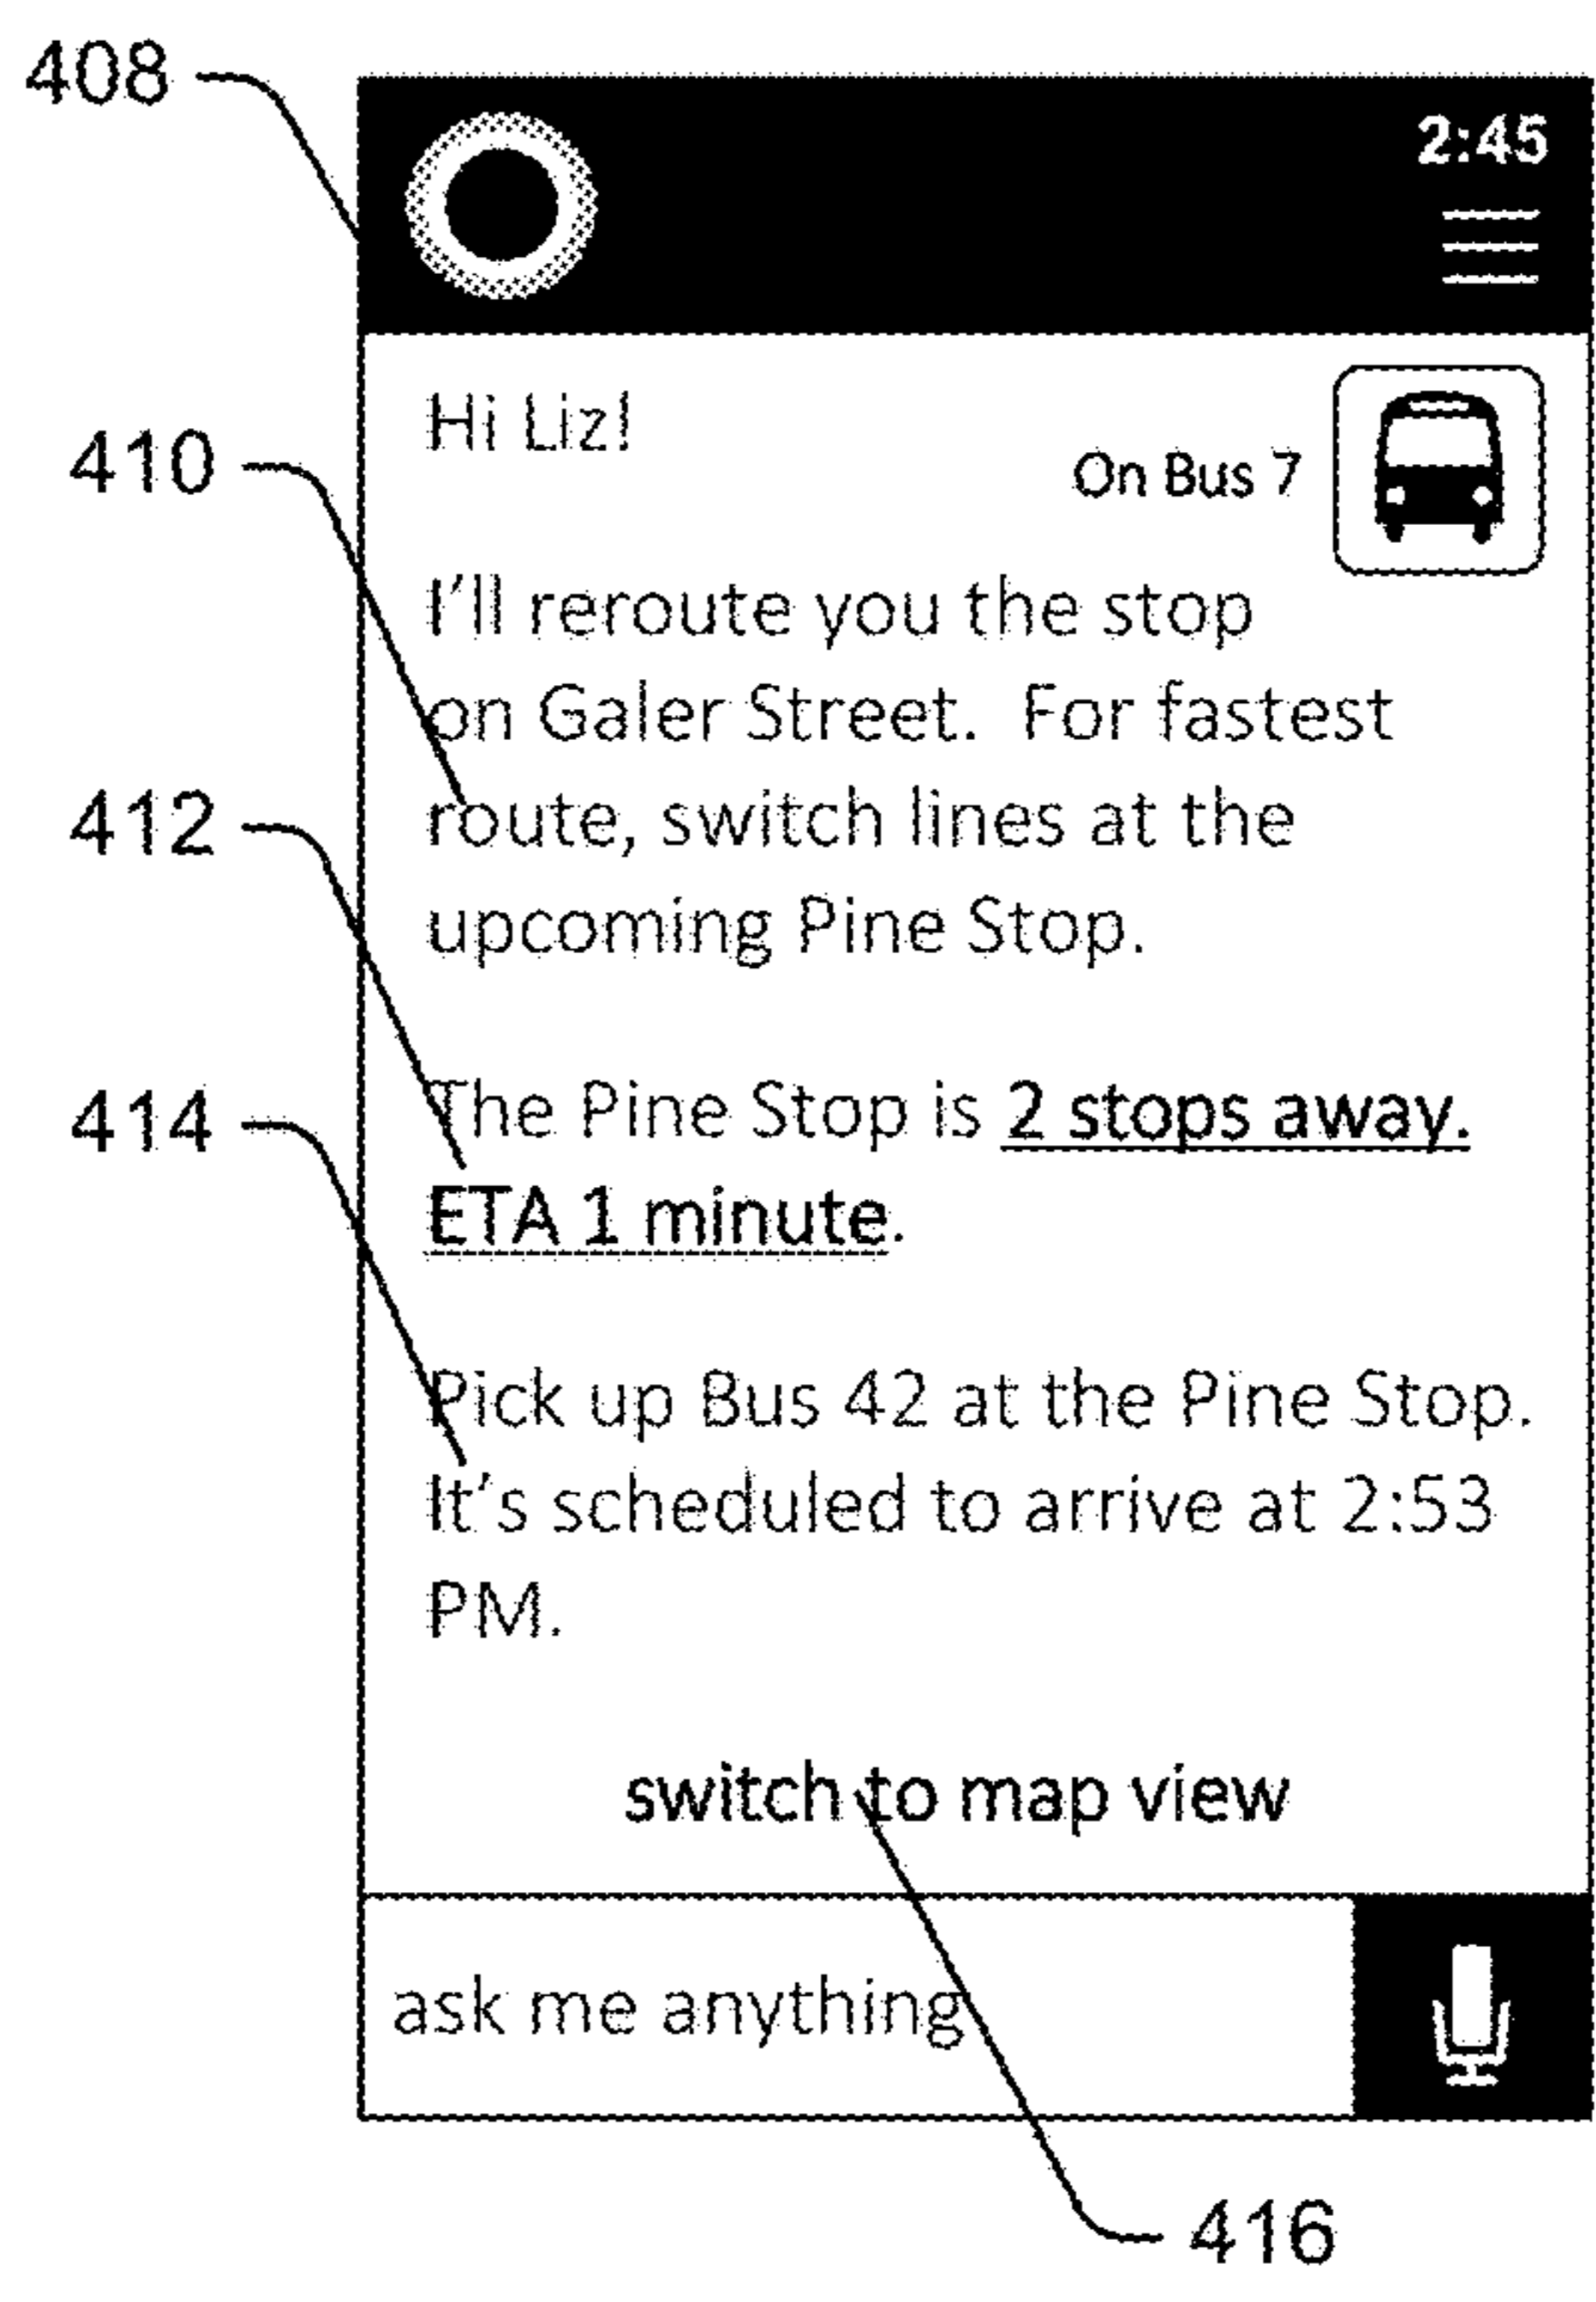 408
2:45
Hi Liz!
On Bus 7
410
I'll reroute you the stop
on Galer Street.  For fastest
route, switch lines at the
upcoming Pine Stop.
412
The Pine Stop is 2 stops away.
ETA 1 minute.
414
Pick up Bus 42 at the Pine Stop.
It's scheduled to arrive at 2:53
PM.
switch to map view
ask me anything
416